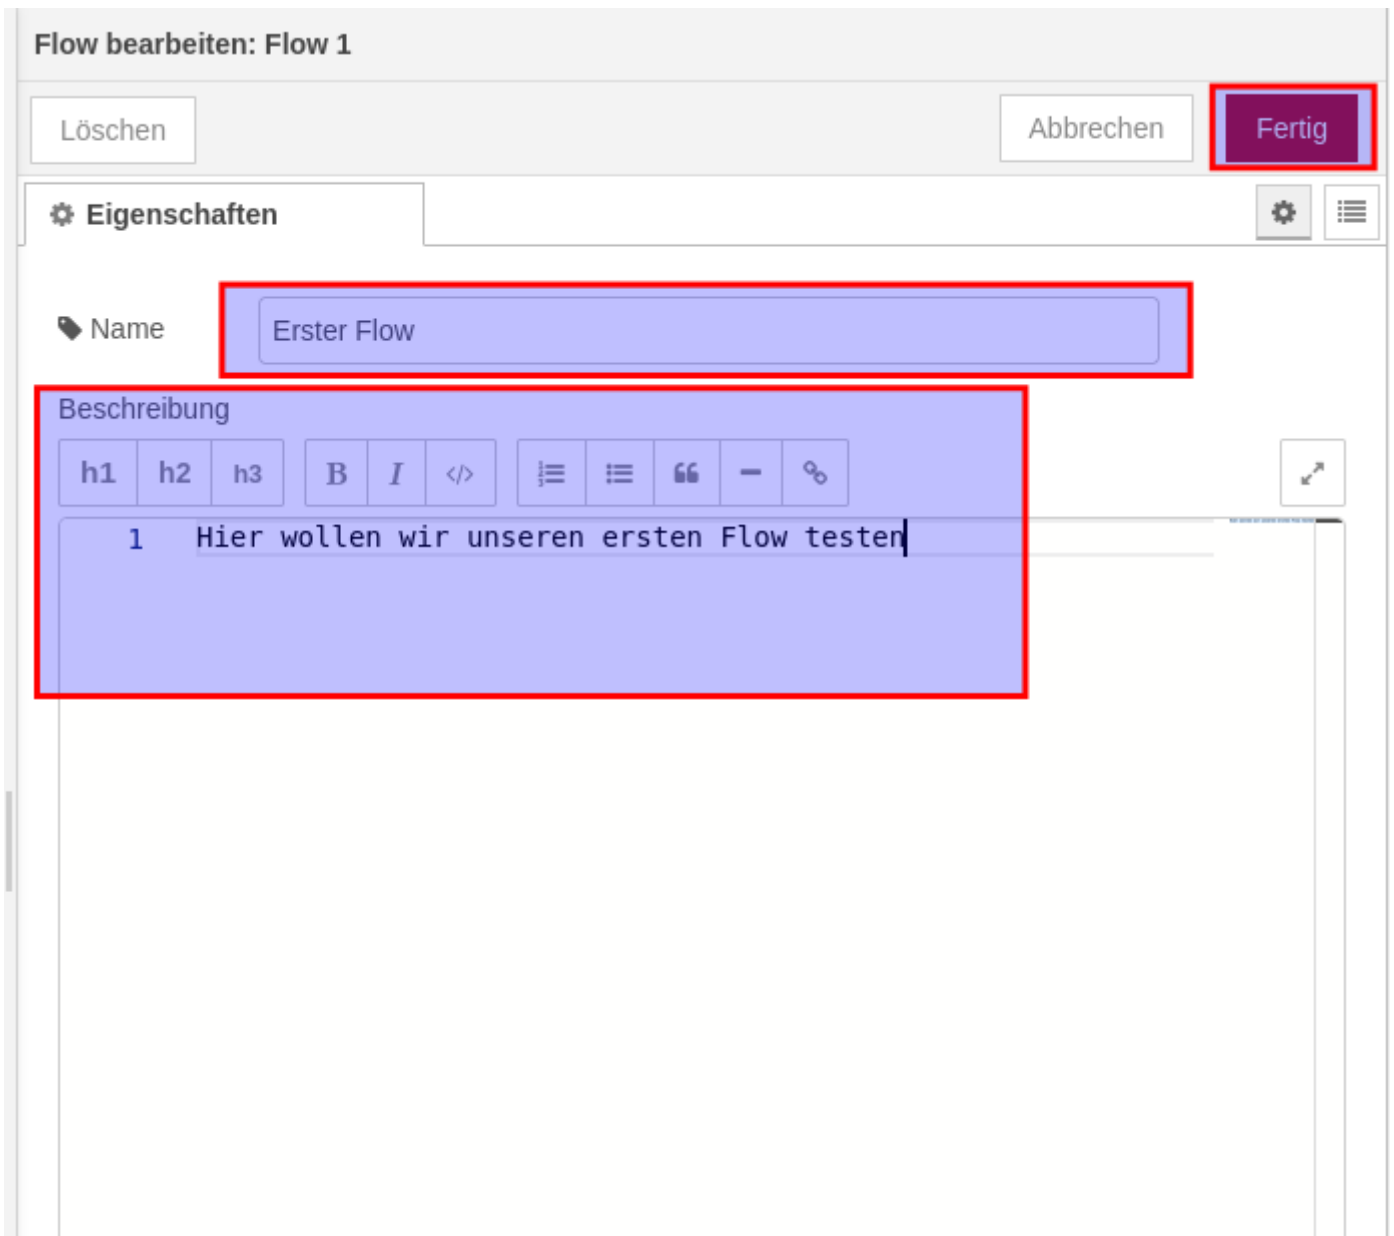 Flow bearbeiten: Flow 1
Löschen
Abbrechen
Fertig
Eigenschaften
Name
Erster Flow
Beschreibung
h1 h2 h3 B I </>
1 Hier wollen wir unseren ersten Flow testen